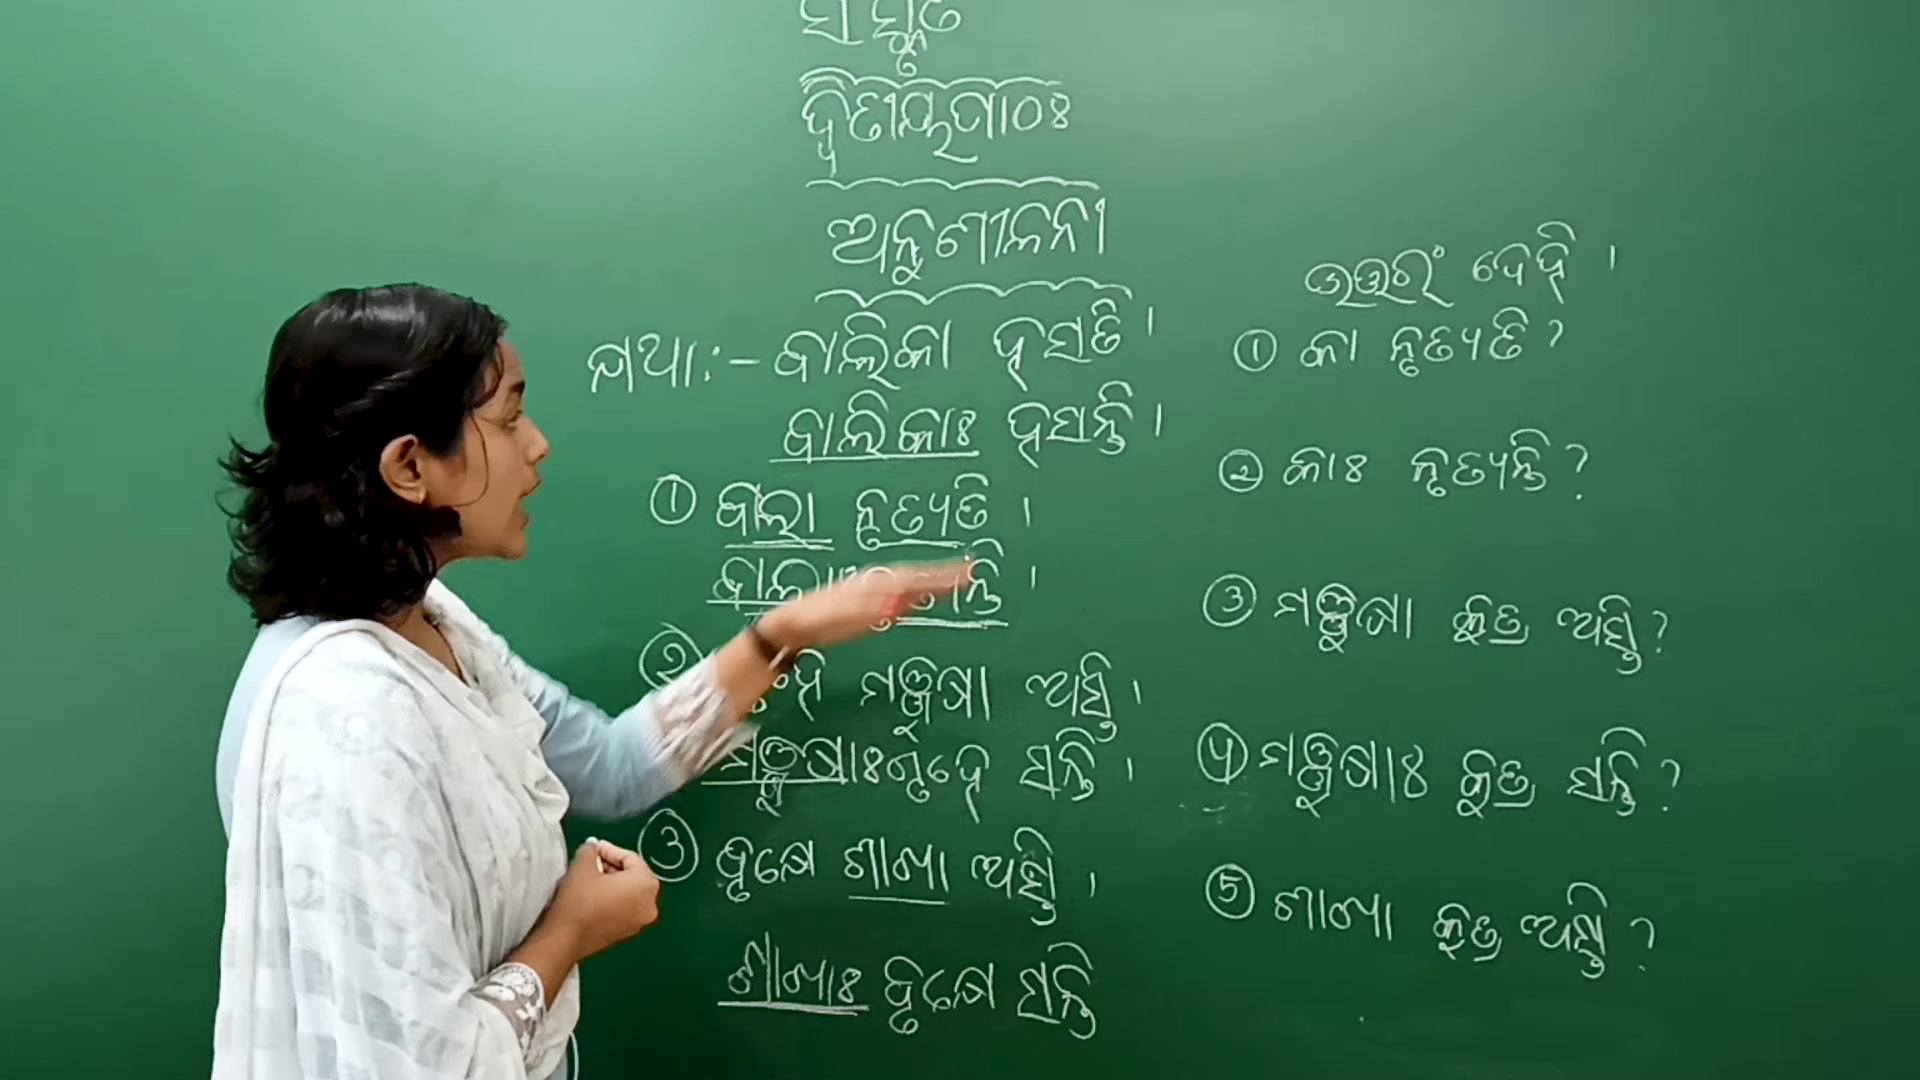 ସଂସ୍କୃତ
ଦ୍ୱିତୀୟପାଠଃ
ଅନୁଶୀଳନୀ
ଯଥା:- ବାଲିକା ହସତି ।
ବାଲିକାଃ ହସନ୍ତି ।
① ବାଲା ନୃତ୍ୟତି ।
ବାଲାଃ ନୃତ୍ୟନ୍ତି ।
② ମଞ୍ଜୁଷା ଅସ୍ତି ।
ମଞ୍ଜୁଷାଃ ଗୃହେ ସନ୍ତି ।
③ ବୃକ୍ଷେ ଶାଖା ଅସ୍ତି ।
ଶାଖାଃ ବୃକ୍ଷେ ସନ୍ତି
ଉତ୍ତରଂ ଦେହି ।
① କା ନୃତ୍ୟତି ?
② କାଃ ନୃତ୍ୟନ୍ତି ?
③ ମଞ୍ଜୁଷା କୁତ୍ର ଅସ୍ତି ?
④ ମଞ୍ଜୁଷାଃ କୁତ୍ର ସନ୍ତି ?
⑤ ଶାଖା କୁତ୍ର ଅସ୍ତି ?